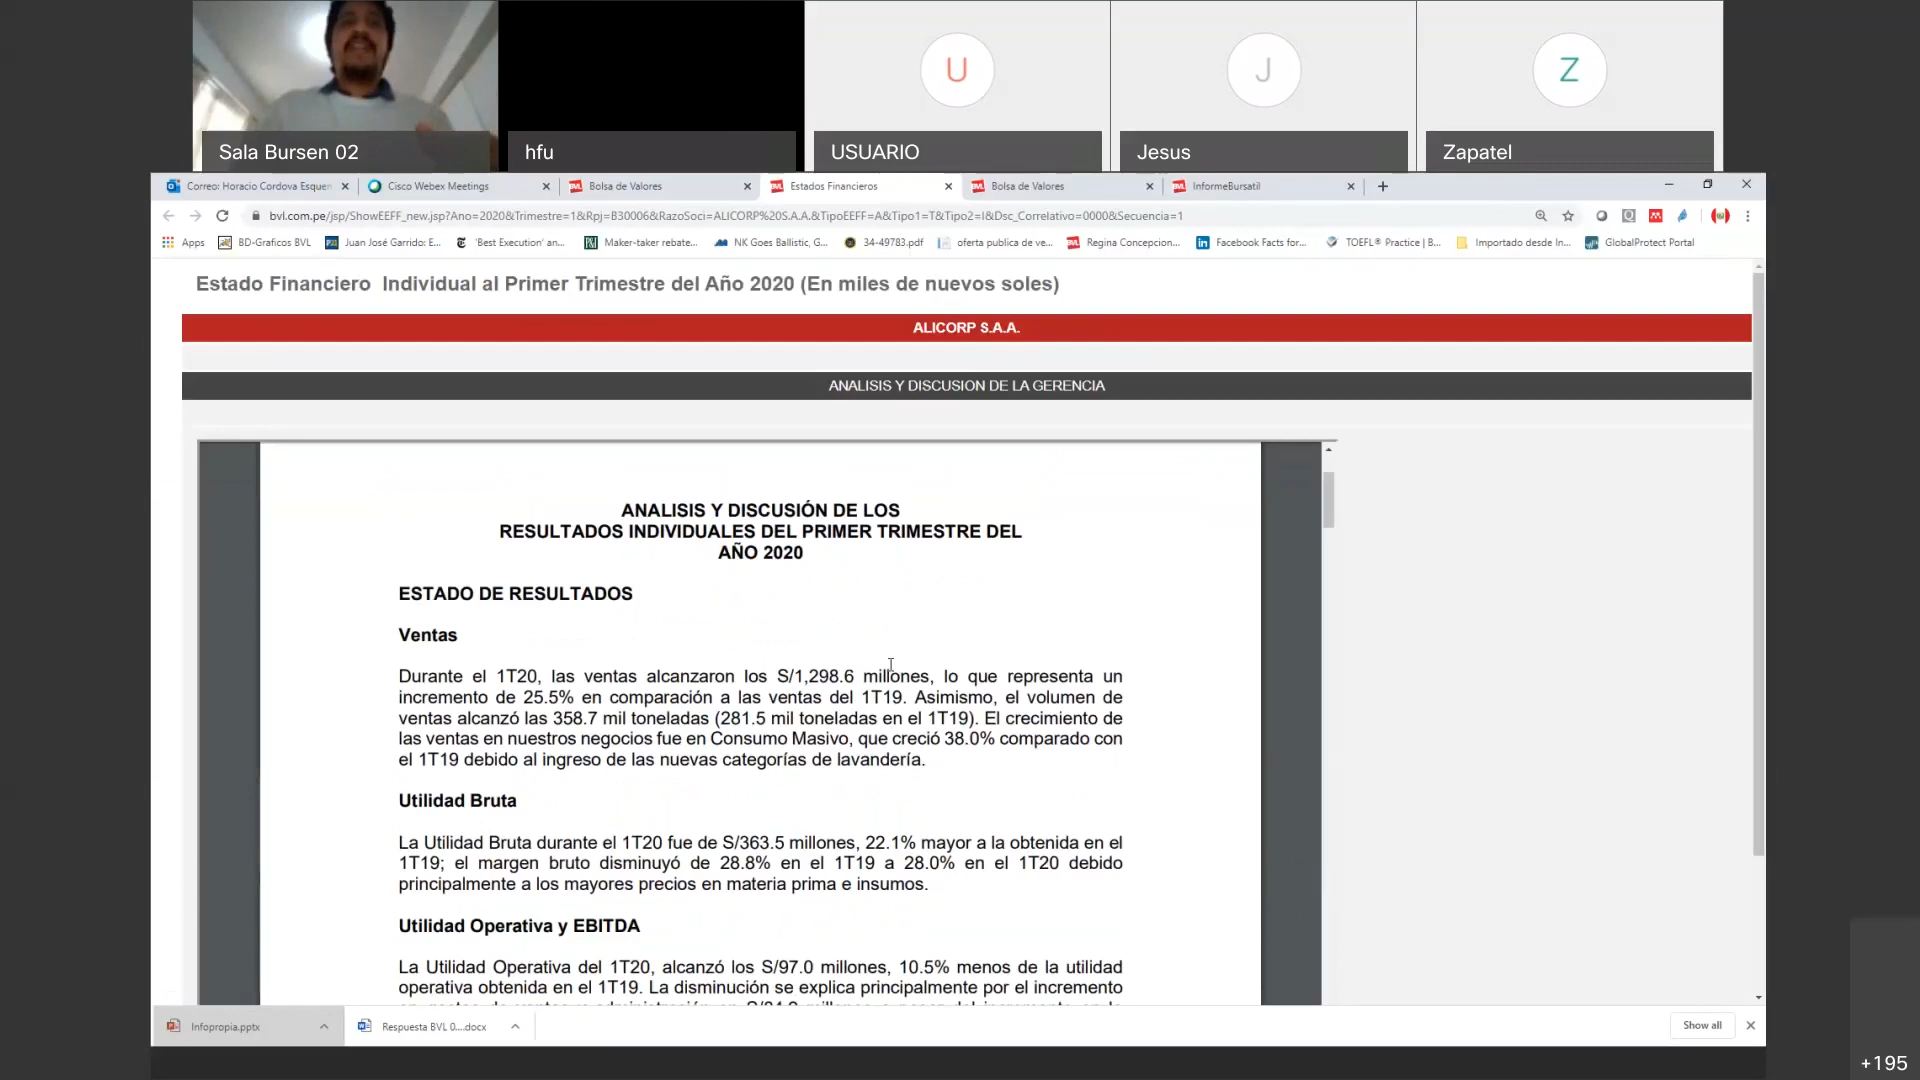 U
J
Z
Sala Bursen 02
hfu
USUARIO
Jesus
Zapatel
Correo: Horacio Cordova Esquen
Cisco Webex Meetings
Bolsa de Valores
Estados Financieros
Bolsa de Valores
InformeBursatil
bvl.com.pe/jsp/ShowEEFF_new.jsp?Ano=2020&Trimestre=1&Rpj=B30006&RazoSoci=ALICORP%20S.A.A.&TipoEEFF=A&Tipo1=T&Tipo2=I&Dsc_Correlativo=0000&Secuencia=1
Apps
BD-Graficos BVL
Juan José Garrido: E...
'Best Execution' an...
Maker-taker rebate...
NK Goes Ballistic, G...
34-49783.pdf
oferta publica de ve...
Regina Concepcion...
Facebook Facts for...
TOEFL® Practice | B...
Importado desde In...
GlobalProtect Portal
Estado Financiero Individual al Primer Trimestre del Año 2020 (En miles de nuevos soles)
ALICORP S.A.A.
ANALISIS Y DISCUSION DE LA GERENCIA
ANALISIS Y DISCUSIÓN DE LOS
RESULTADOS INDIVIDUALES DEL PRIMER TRIMESTRE DEL
AÑO 2020
ESTADO DE RESULTADOS
Ventas
Durante el 1T20, las ventas alcanzaron los S/1,298.6 millones, lo que representa un
incremento de 25.5% en comparación a las ventas del 1T19. Asimismo, el volumen de
ventas alcanzó las 358.7 mil toneladas (281.5 mil toneladas en el 1T19). El crecimiento de
las ventas en nuestros negocios fue en Consumo Masivo, que creció 38.0% comparado con
el 1T19 debido al ingreso de las nuevas categorías de lavandería.
Utilidad Bruta
La Utilidad Bruta durante el 1T20 fue de S/363.5 millones, 22.1% mayor a la obtenida en el
1T19; el margen bruto disminuyó de 28.8% en el 1T19 a 28.0% en el 1T20 debido
principalmente a los mayores precios en materia prima e insumos.
Utilidad Operativa y EBITDA
La Utilidad Operativa del 1T20, alcanzó los S/97.0 millones, 10.5% menos de la utilidad
operativa obtenida en el 1T19. La disminución se explica principalmente por el incremento
Infopropia.pptx
Respuesta BVL 0....docx
Show all
+195